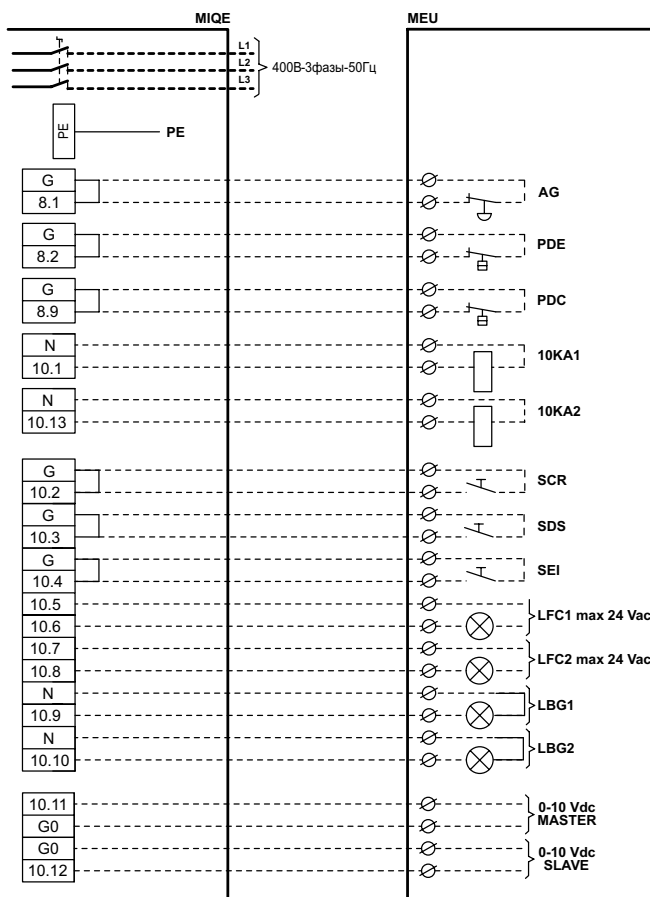 MIQE MEU
L1
L2
L3
400В-3фазы-50Гц
PE PE
G
8.1
AG
G
8.2
PDE
G
8.9
PDC
N
10.1
10KA1
N
10.13
10KA2
G
10.2
SCR
G
10.3
SDS
G
10.4
SEI
10.5
10.6
LFC1 max 24 Vac
10.7
10.8
LFC2 max 24 Vac
N
10.9
LBG1
N
10.10
LBG2
10.11
G0
0-10 Vdc
MASTER
G0
10.12
0-10 Vdc
SLAVE